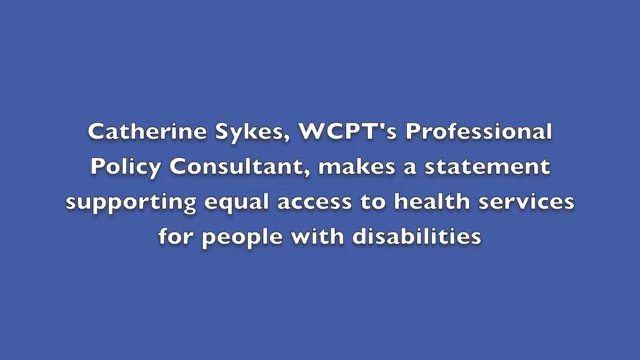 Catherine Sykes, WCPT's Professional
Policy Consultant, makes a statement
supporting equal access to health services
for people with disabilities